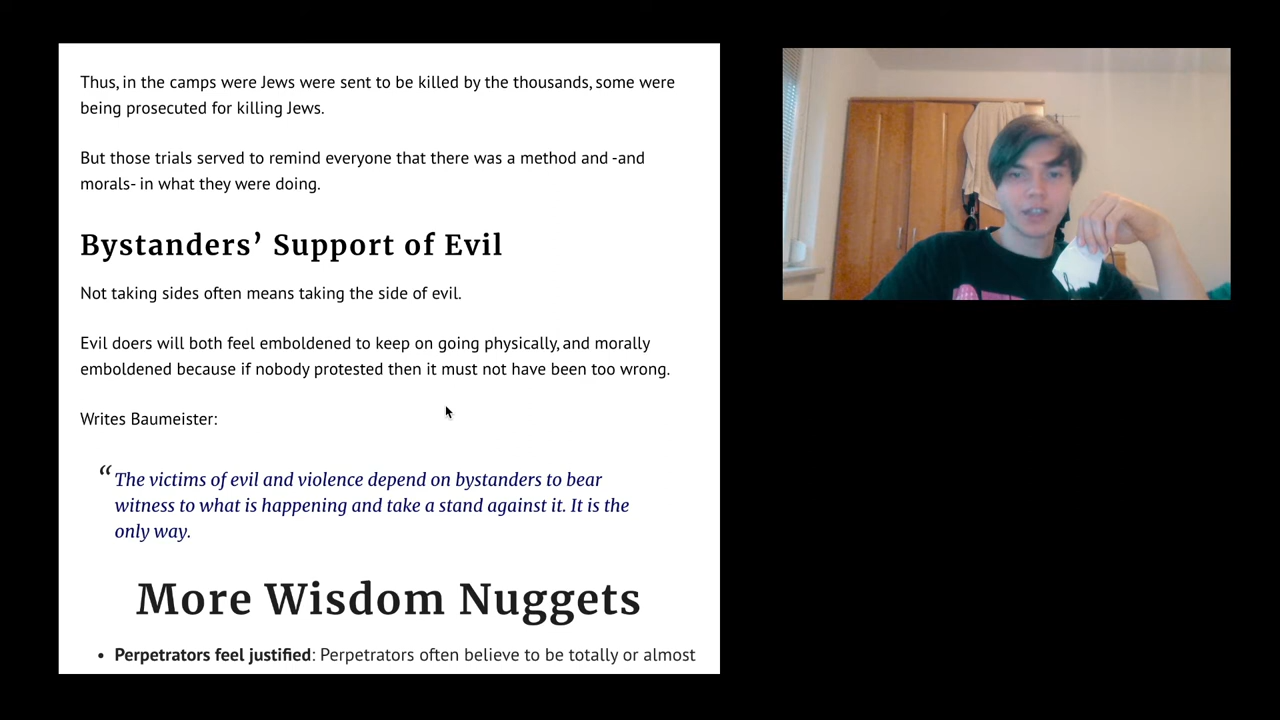 Thus, in the camps were Jews were sent to be killed by the thousands, some were
being prosecuted for killing Jews.
But those trials served to remind everyone that there was a method and -and
morals- in what they were doing.
Bystanders’ Support of Evil
Not taking sides often means taking the side of evil.
Evil doers will both feel emboldened to keep on going physically, and morally
emboldened because if nobody protested then it must not have been too wrong.
Writes Baumeister:
“The victims of evil and violence depend on bystanders to bear
witness to what is happening and take a stand against it. It is the
only way.
More Wisdom Nuggets
• Perpetrators feel justified: Perpetrators often believe to be totally or almost